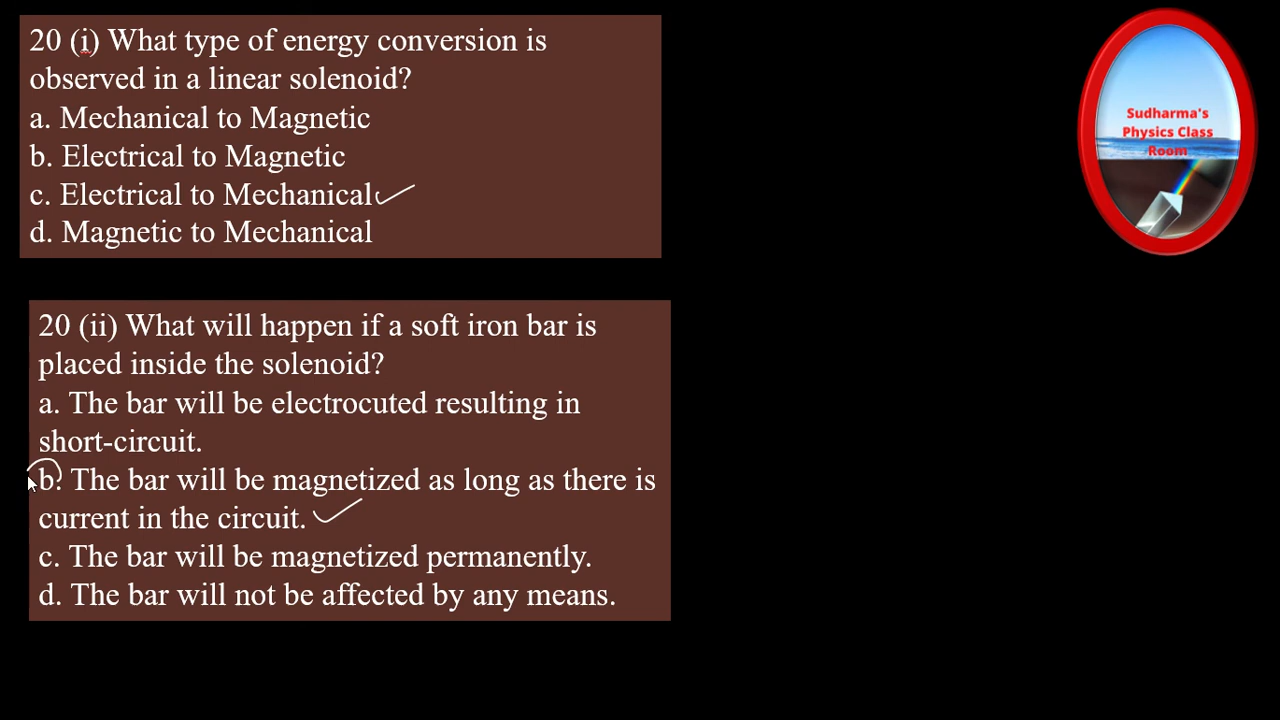 20 (i) What type of energy conversion is
observed in a linear solenoid?
a. Mechanical to Magnetic
b. Electrical to Magnetic
c. Electrical to Mechanical
d. Magnetic to Mechanical
Sudharma's
Physics Class
Room
20 (ii) What will happen if a soft iron bar is
placed inside the solenoid?
a. The bar will be electrocuted resulting in
short-circuit.
b. The bar will be magnetized as long as there is
current in the circuit.
c. The bar will be magnetized permanently.
d. The bar will not be affected by any means.